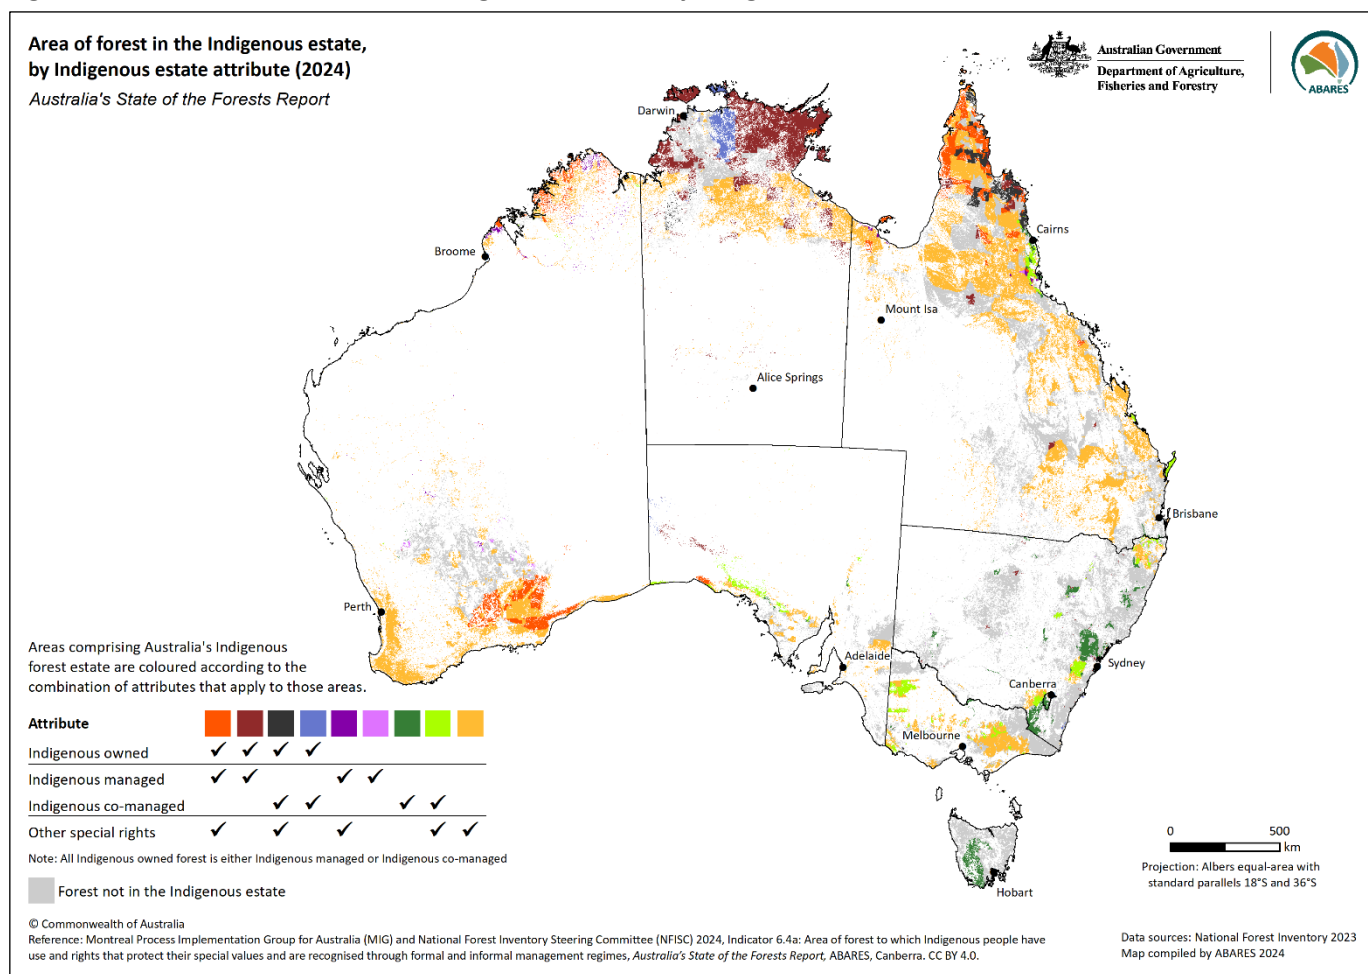 Area of forest in the Indigenous estate,
by Indigenous estate attribute (2024)
Australia's State of the Forests Report
Australian Government
Department of Agriculture,
Fisheries and Forestry
ABARES
Darwin
Cairns
Broome
Mount Isa
Alice Springs
Brisbane
Perth
Adelaide
Sydney
Canberra
Melbourne
Hobart
Areas comprising Australia's Indigenous
forest estate are coloured according to the
combination of attributes that apply to those areas.
Attribute
Indigenous owned
Indigenous managed
Indigenous co-managed
Other special rights
Note: All Indigenous owned forest is either Indigenous managed or Indigenous co-managed
Forest not in the Indigenous estate
0 500
km
Projection: Albers equal-area with
standard parallels 18°S and 36°S
© Commonwealth of Australia
Reference: Montreal Process Implementation Group for Australia (MIG) and National Forest Inventory Steering Committee (NFISC) 2024, Indicator 6.4a: Area of forest to which Indigenous people have
use and rights that protect their special values and are recognised through formal and informal management regimes, Australia's State of the Forests Report, ABARES, Canberra. CC BY 4.0.
Data sources: National Forest Inventory 2023
Map compiled by ABARES 2024